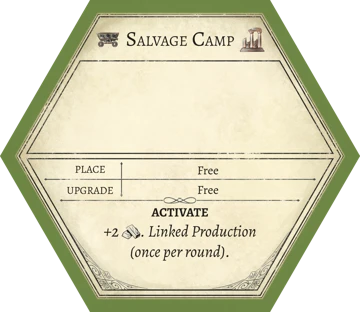 Salvage Camp
PLACE Free
UPGRADE Free
ACTIVATE
+2 . Linked Production
(once per round).